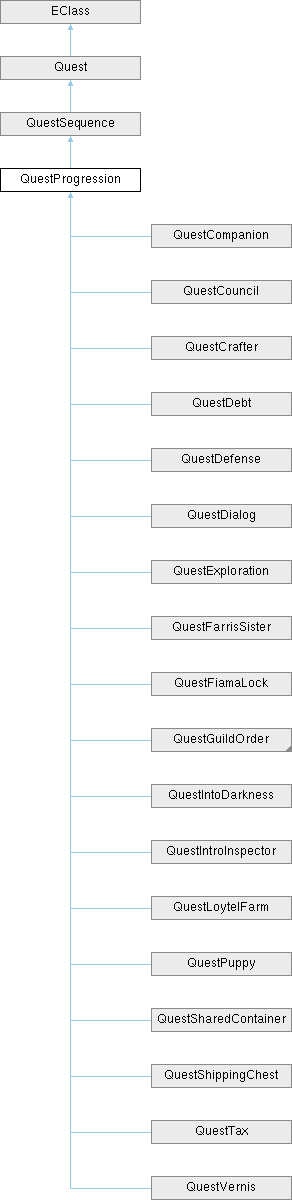 EClass
Quest
QuestSequence
QuestProgression
QuestCompanion
QuestCouncil
QuestCrafter
QuestDebt
QuestDefense
QuestDialog
QuestExploration
QuestFarrisSister
QuestFiamaLock
QuestGuildOrder
QuestIntoDarkness
QuestIntroInspector
QuestLoytelFarm
QuestPuppy
QuestSharedContainer
QuestShippingChest
QuestTax
QuestVernis